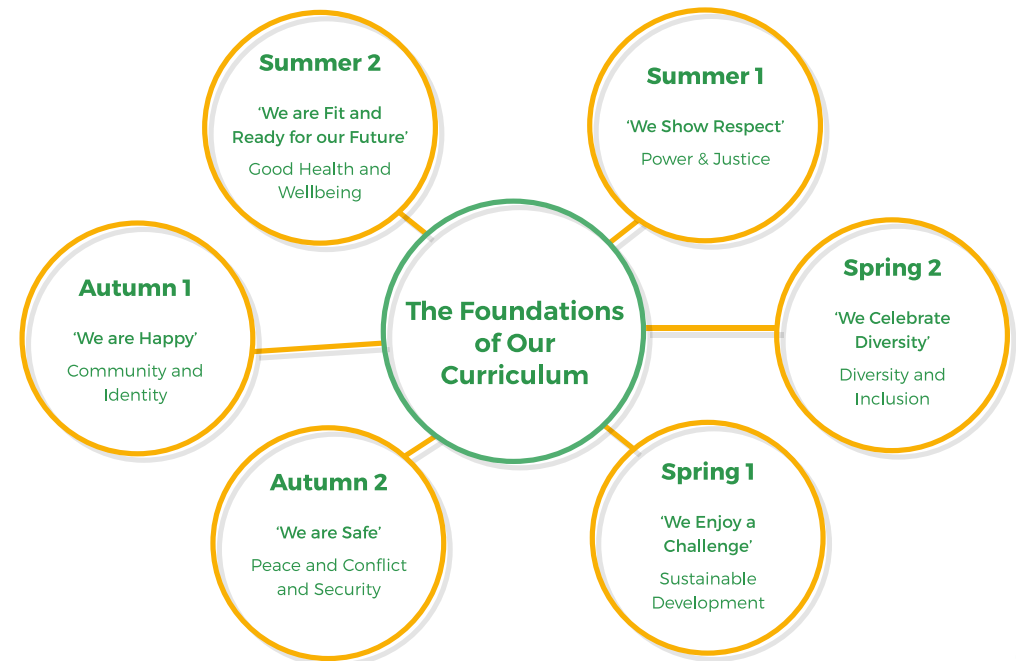 Summer 2
‘We are Fit and
Ready for our Future’
Good Health and
Wellbeing
Summer 1
‘We Show Respect’
Power & Justice
Autumn 1
‘We are Happy’
Community and
Identity
The Foundations
of Our
Curriculum
Spring 2
‘We Celebrate
Diversity’
Diversity and
Inclusion
Autumn 2
‘We are Safe’
Peace and Conflict
and Security
Spring 1
‘We Enjoy a
Challenge’
Sustainable
Development